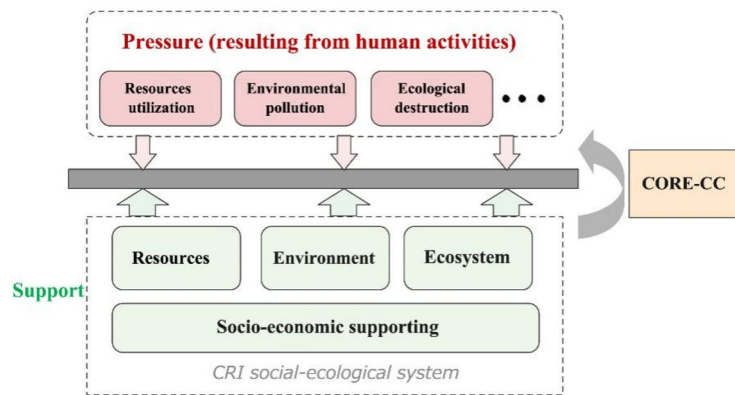 Pressure (resulting from human activities)
Resources
utilization
Environmental
pollution
Ecological
destruction
CORE-CC
Resources
Environment
Ecosystem
Support
Socio-economic supporting
CRI social-ecological system